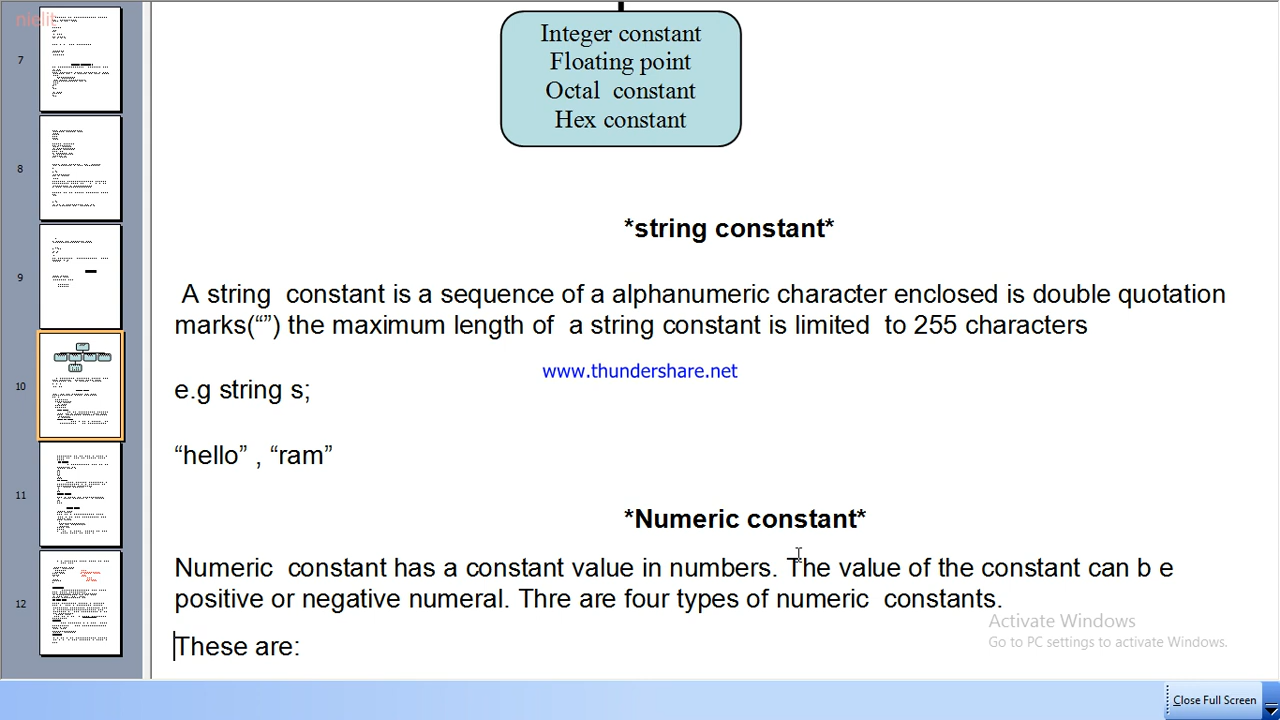 nielit
7
8
9
10
11
12
Integer constant
Floating point
Octal constant
Hex constant
*string constant*
A string constant is a sequence of a alphanumeric character enclosed is double quotation
marks(“”) the maximum length of a string constant is limited to 255 characters
www.thundershare.net
e.g string s;
“hello” , “ram”
*Numeric constant*
Numeric constant has a constant value in numbers. The value of the constant can b e
positive or negative numeral. Thre are four types of numeric constants.
Activate Windows
Go to PC settings to activate Windows.
These are:
Close Full Screen